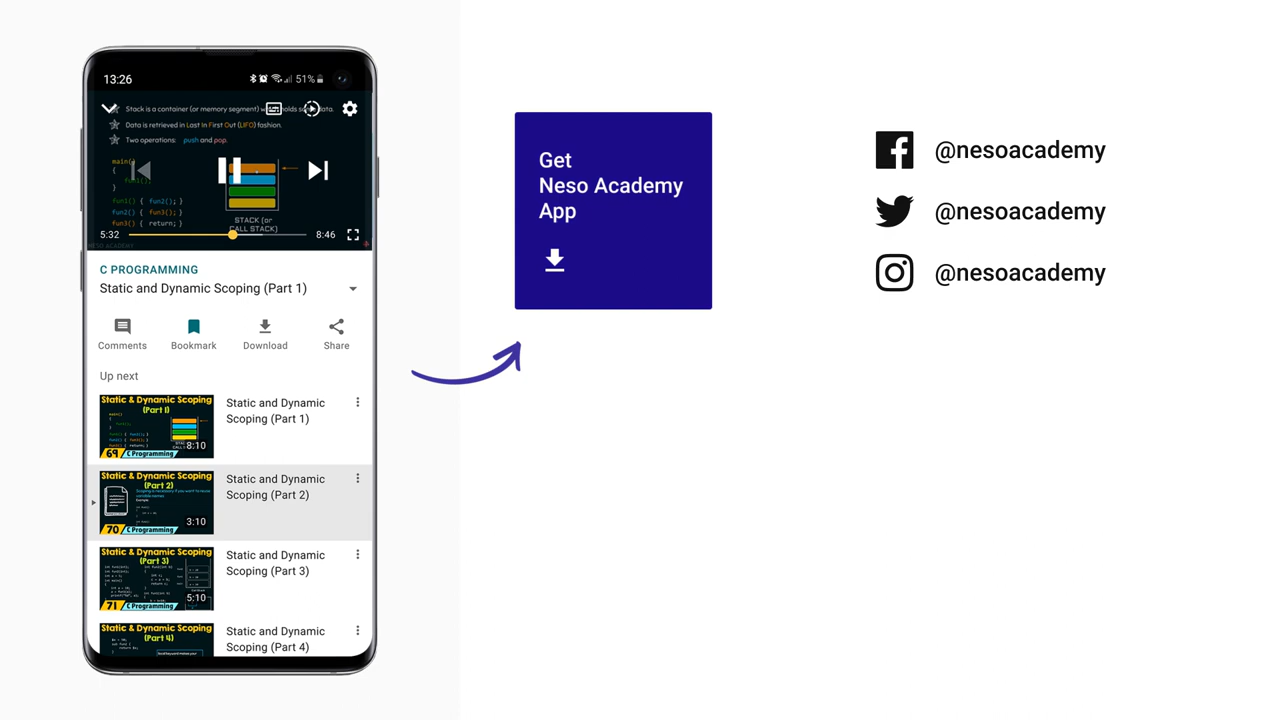 13:26
51%
Stack is a container (or memory segment) w holds some data.
Data is retrieved in Last In First Out (LIFO) fashion.
Two operations: push and pop.
main()
{
fun1();
}
fun1() { fun2(); }
fun2() { fun3(); }
fun3() { return; }
STACK (or
CALL STACK)
5:32
8:46
NESO ACADEMY
C PROGRAMMING
Static and Dynamic Scoping (Part 1)
Comments
Bookmark
Download
Share
Up next
Static & Dynamic Scoping
(Part 1)
8:10
69
C Programming
Static and Dynamic
Scoping (Part 1)
Static & Dynamic Scoping
(Part 2)
3:10
70
C Programming
Static and Dynamic
Scoping (Part 2)
Static & Dynamic Scoping
(Part 3)
5:10
71
C Programming
Static and Dynamic
Scoping (Part 3)
Static & Dynamic Scoping
(Part 4)
Static and Dynamic
Scoping (Part 4)
Get
Neso Academy
App
@nesoacademy
@nesoacademy
@nesoacademy